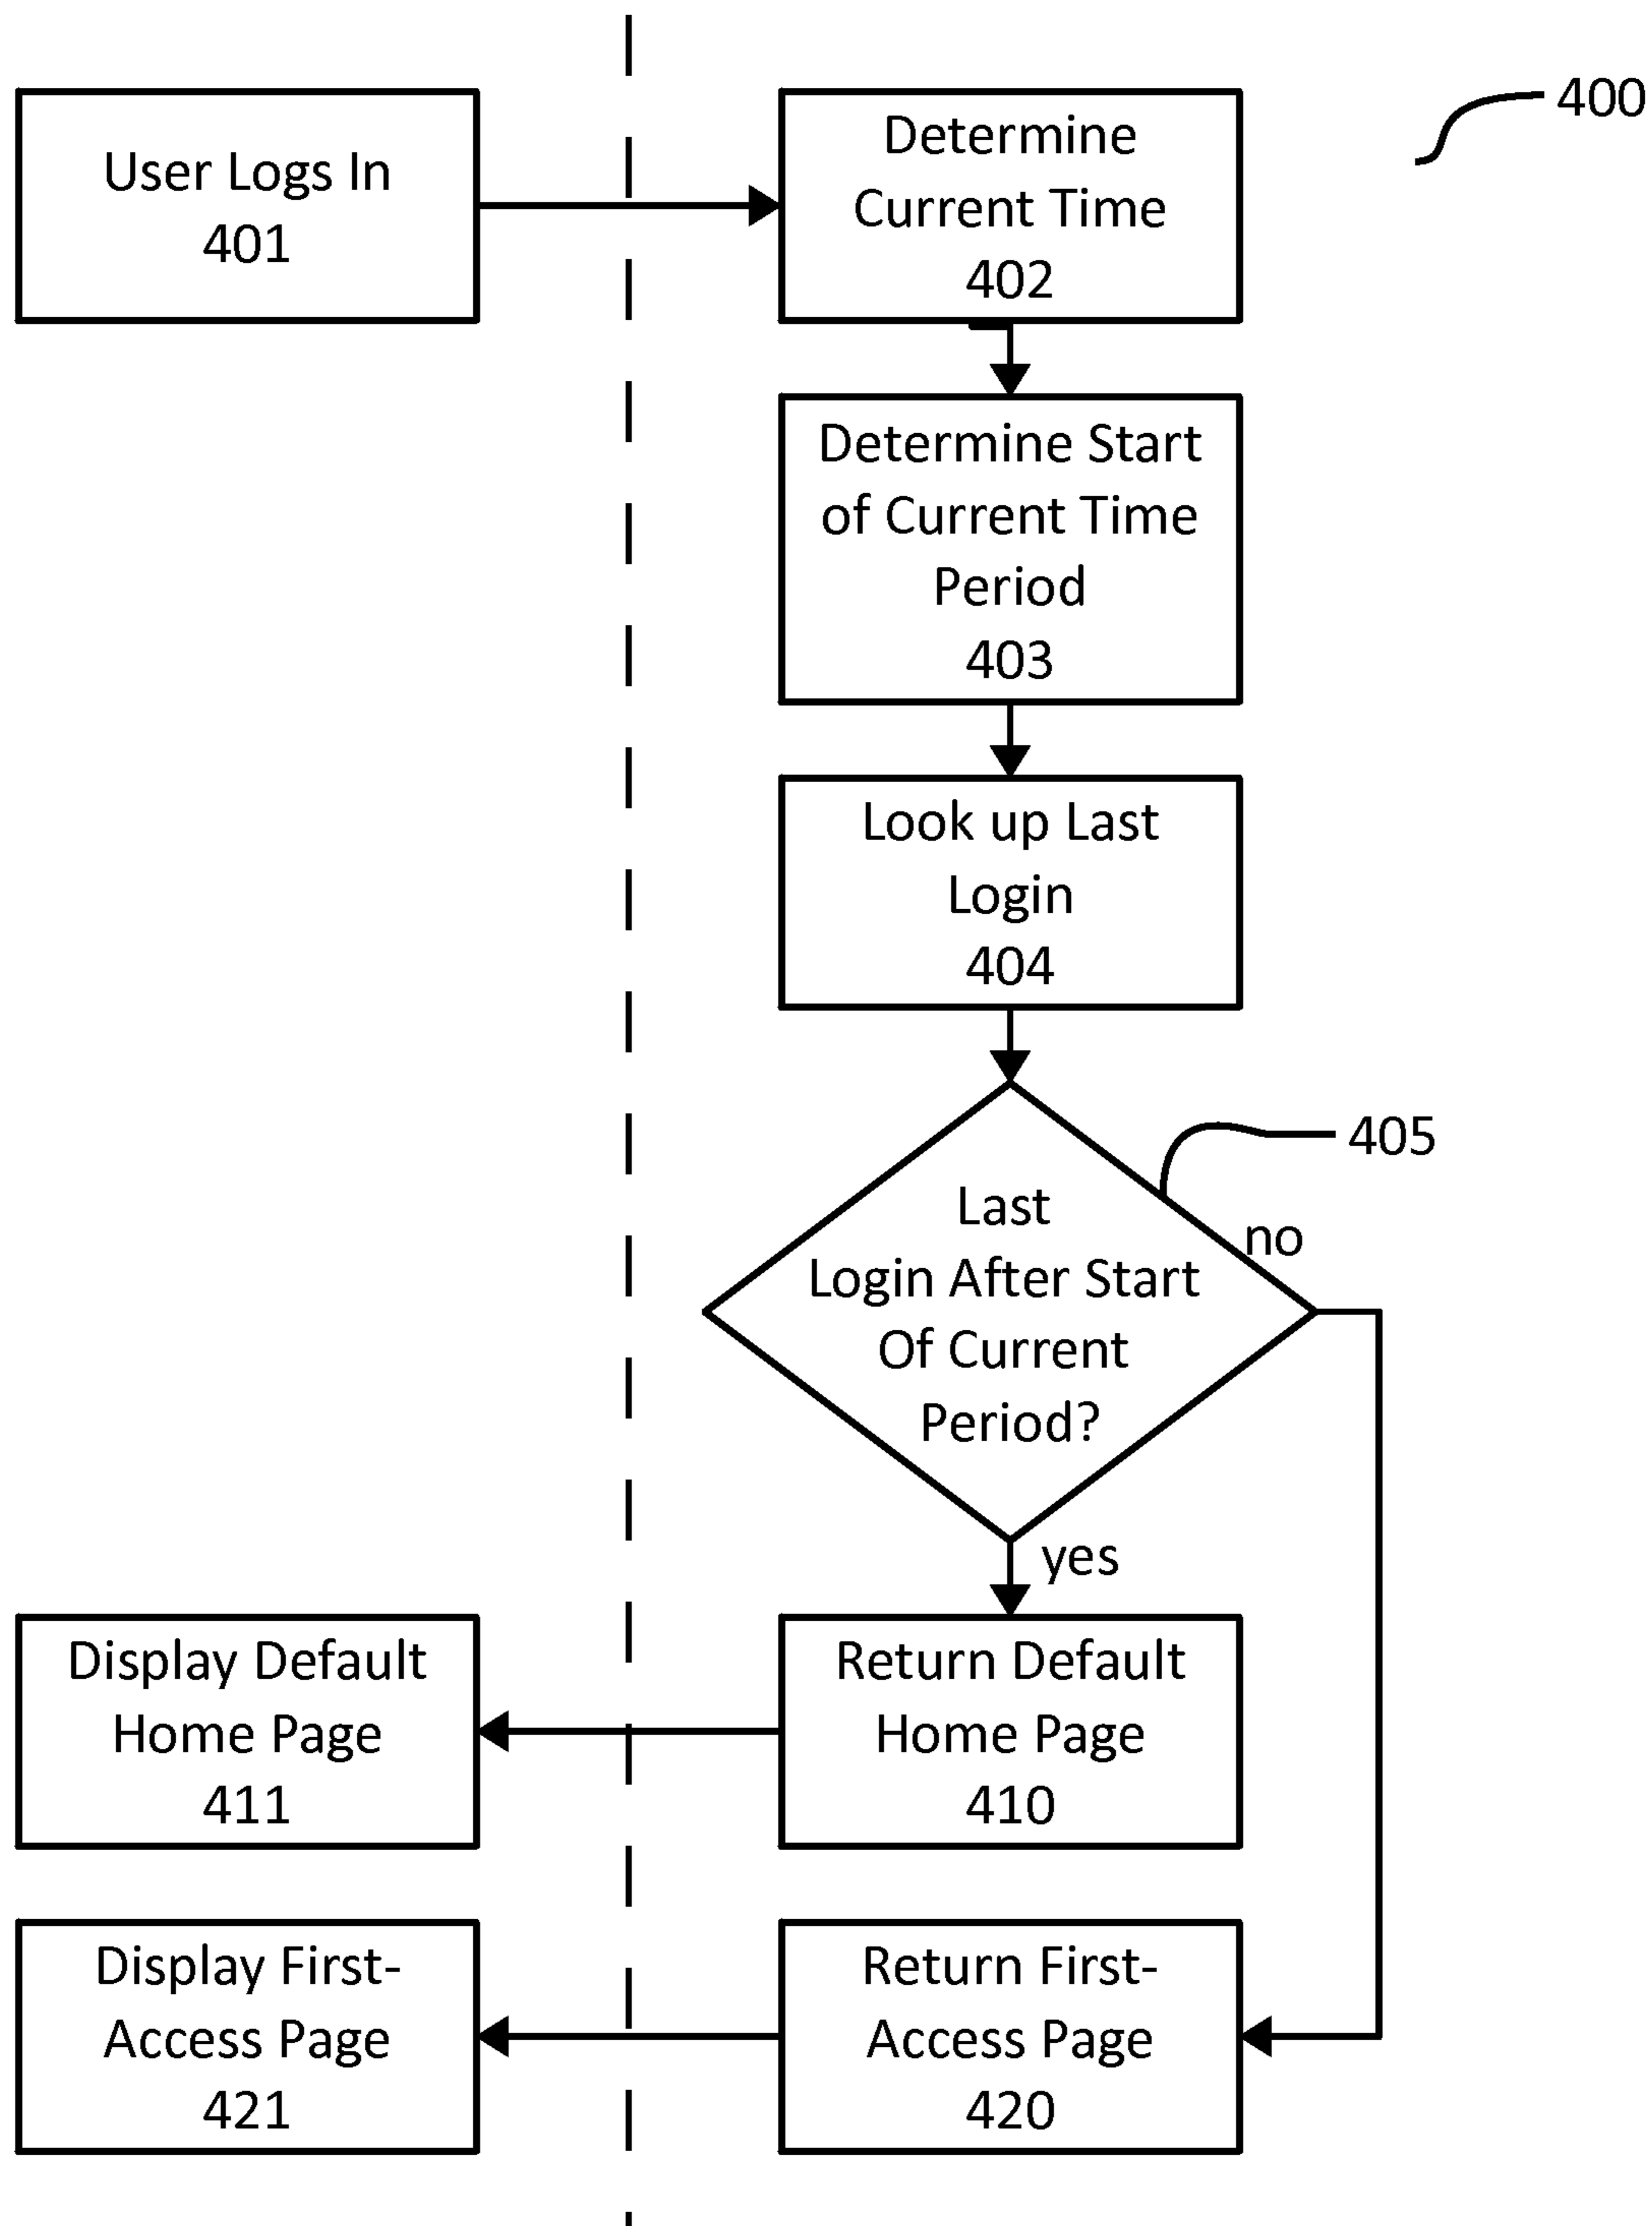 400
User Logs In
401
Determine
Current Time
402
Determine Start
of Current Time
Period
403
Look up Last
Login
404
405
Last
Login After Start
Of Current
Period?
no
yes
Display Default
Home Page
411
Return Default
Home Page
410
Display First-
Access Page
421
Return First-
Access Page
420